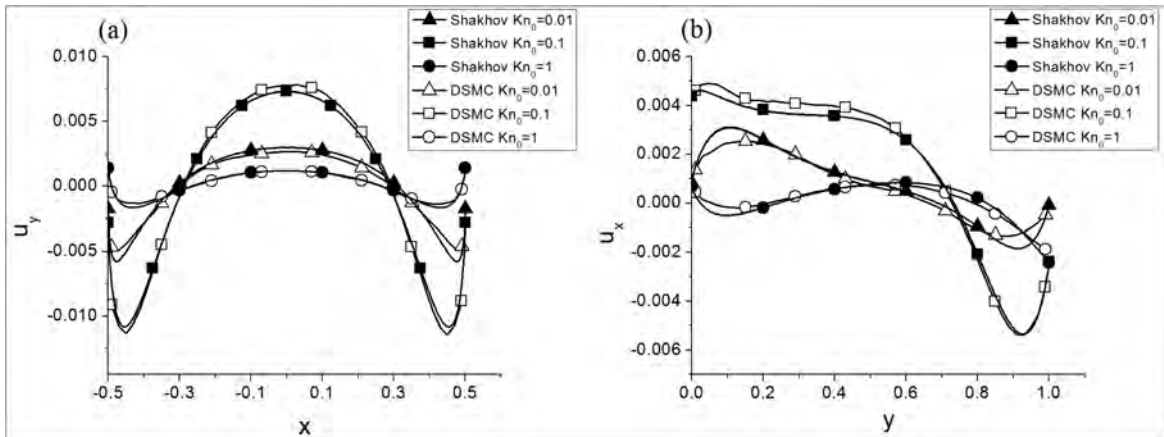 (a)
Shakhov Kn0=0.01
Shakhov Kn0=0.1
Shakhov Kn0=1
DSMC Kn0=0.01
DSMC Kn0=0.1
DSMC Kn0=1
0.010
0.005
0.000
-0.005
-0.010
uy
-0.5 -0.3 -0.1 0.1 0.3 0.5
x
(b)
Shakhov Kn0=0.01
Shakhov Kn0=0.1
Shakhov Kn0=1
DSMC Kn0=0.01
DSMC Kn0=0.1
DSMC Kn0=1
0.006
0.004
0.002
0.000
-0.002
-0.004
-0.006
ux
0.0 0.2 0.4 0.6 0.8 1.0
y